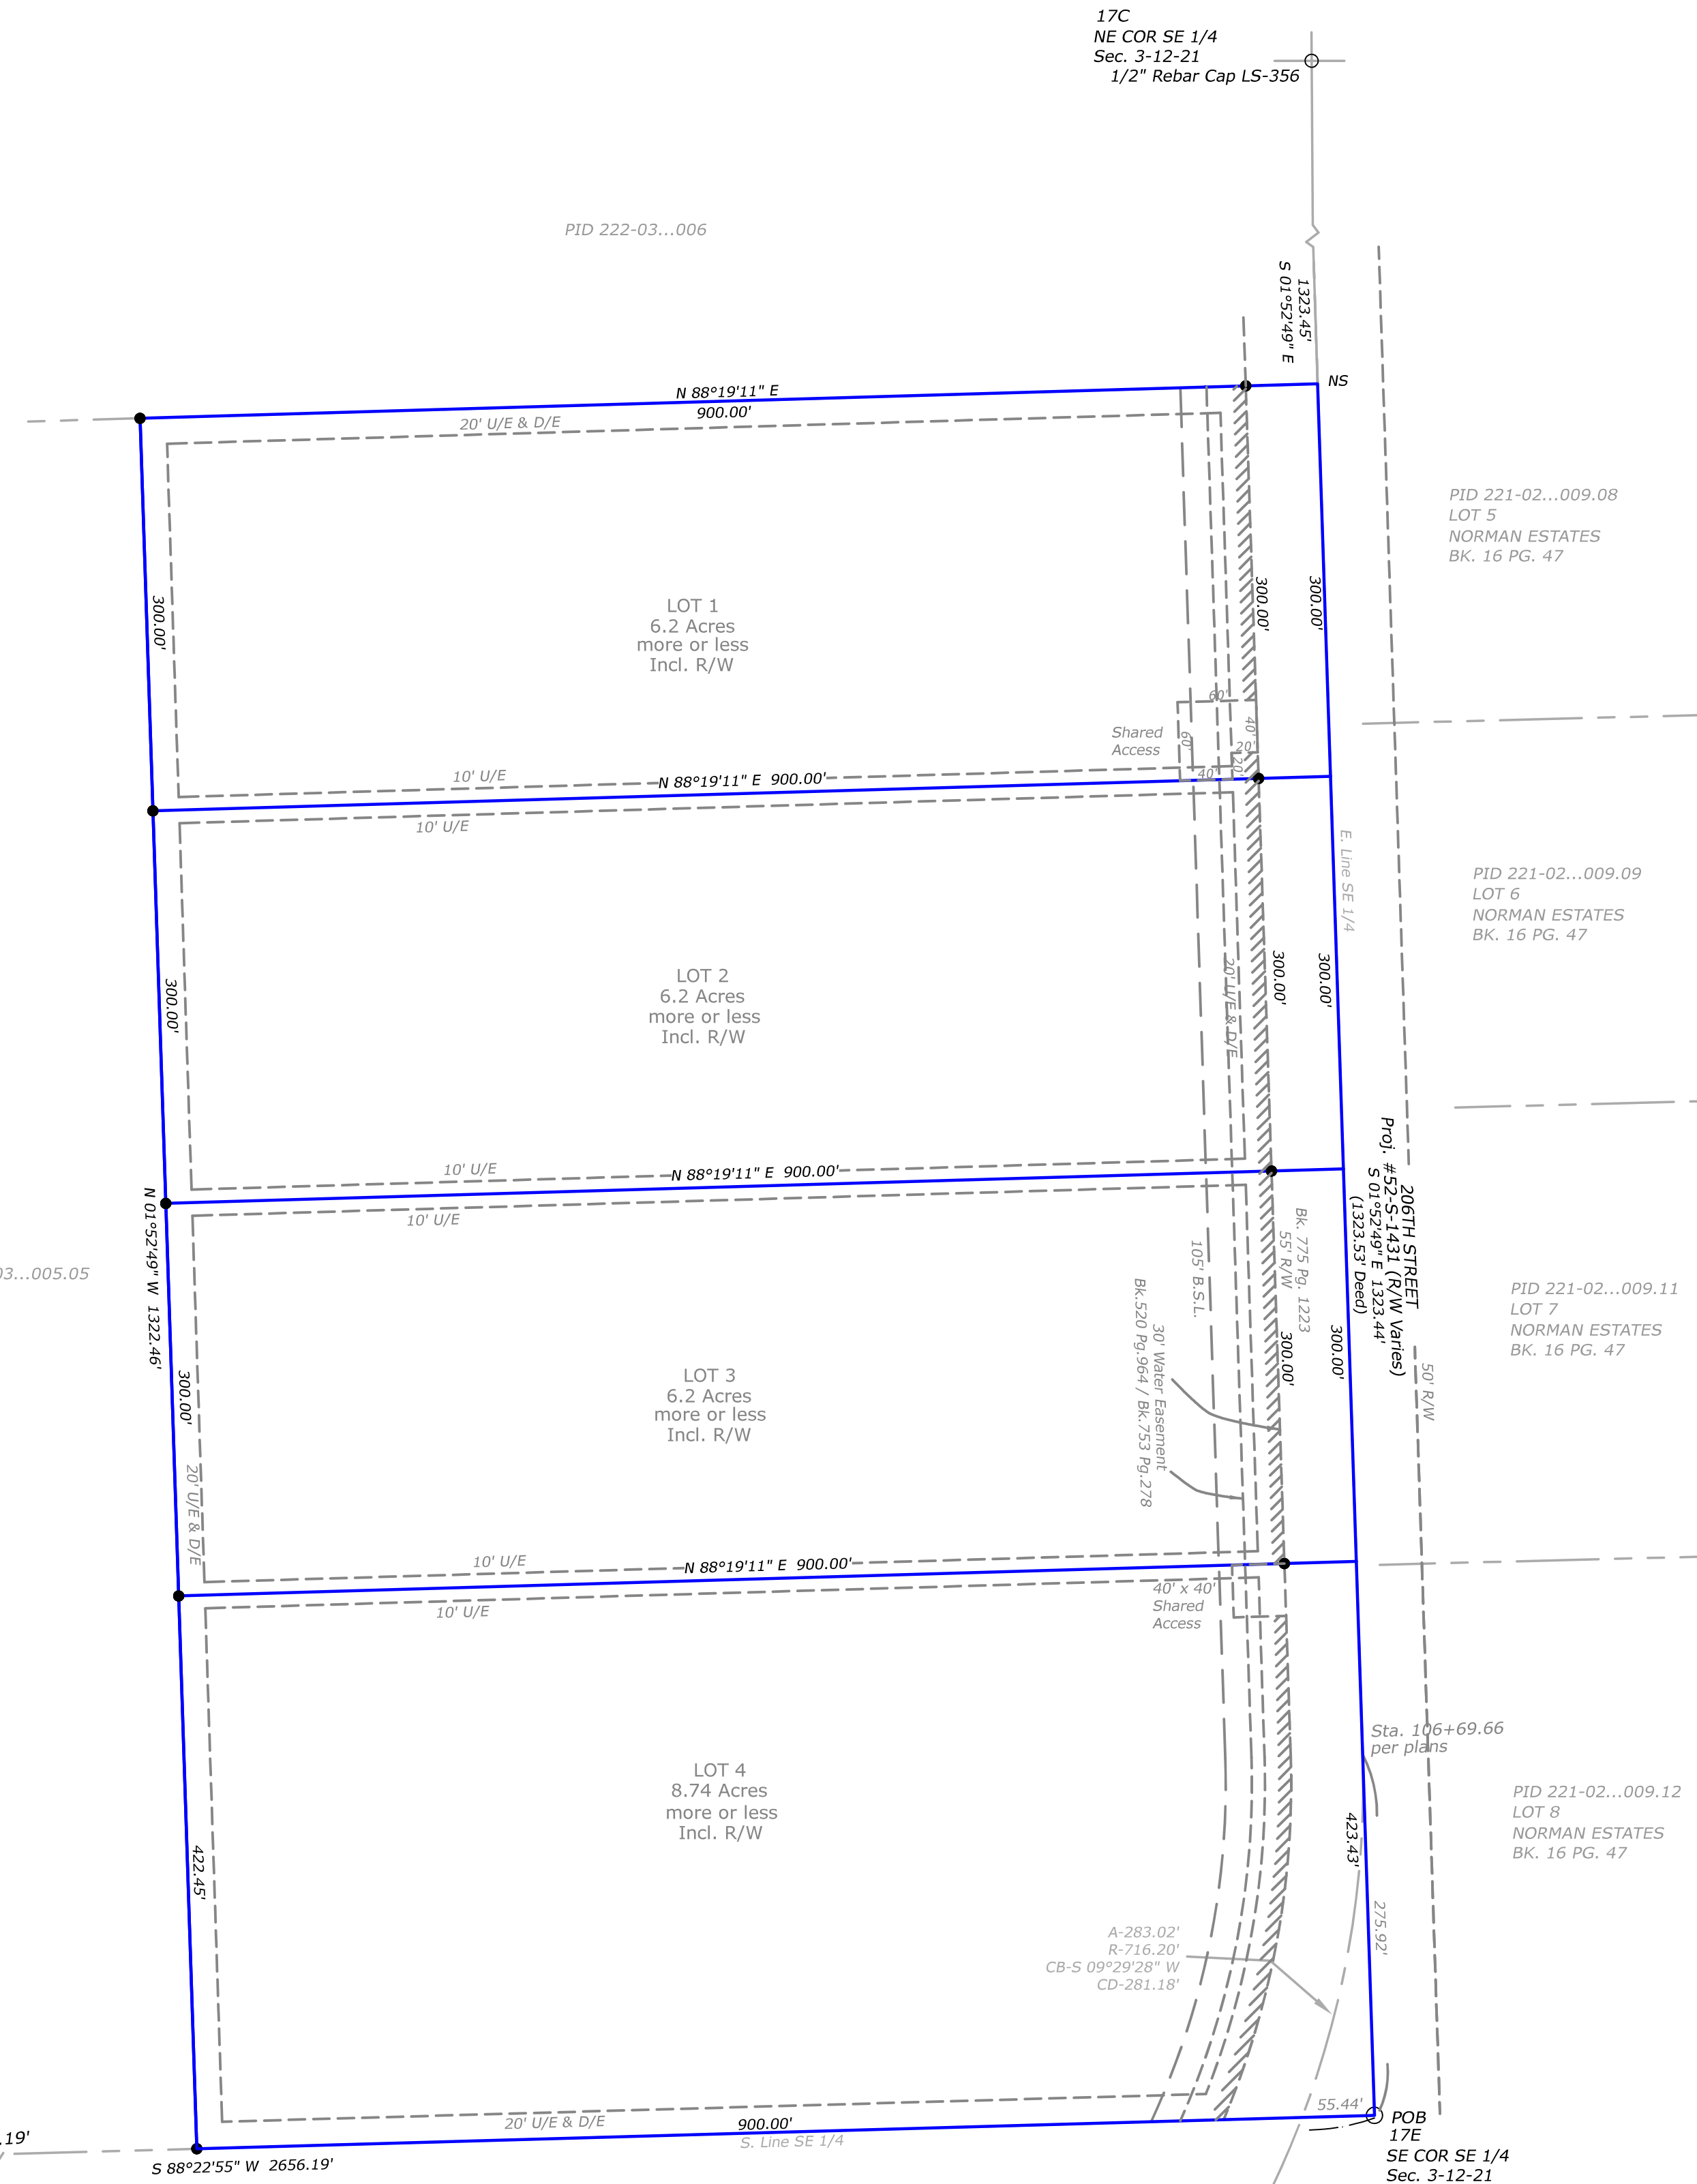 17C
NE COR SE 1/4
Sec. 3-12-21
1/2" Rebar Cap LS-356
PID 222-03...006
1323.45'
S 01°52'49" E
NS
N 88°19'11" E
900.00'
20' U/E & D/E
PID 221-02...009.08
LOT 5
NORMAN ESTATES
BK. 16 PG. 47
300.00'
300.00'
300.00'
LOT 1
6.2 Acres
more or less
Incl. R/W
60'
40'
60'
Shared
Access
20'
20'
40'
10' U/E
N 88°19'11" E 900.00'
10' U/E
E. Line SE 1/4
PID 221-02...009.09
LOT 6
NORMAN ESTATES
BK. 16 PG. 47
300.00'
LOT 2
6.2 Acres
more or less
Incl. R/W
20' U/E & D/E
300.00'
300.00'
10' U/E
N 88°19'11" E 900.00'
10' U/E
206TH STREET
Proj. #52-S-1431 (R/W Varies)
S 01°52'49" E 1323.44'
(1323.53' Deed)
N 01°52'49" W 1322.46'
03...005.05
Bk. 775 Pg. 1223
55' R/W
105' B.S.L.
30' Water Easement
Bk.520 Pg.964 / Bk.753 Pg.278
PID 221-02...009.11
LOT 7
NORMAN ESTATES
BK. 16 PG. 47
50' R/W
300.00'
300.00'
300.00'
LOT 3
6.2 Acres
more or less
Incl. R/W
20' U/E & D/E
10' U/E
N 88°19'11" E 900.00'
10' U/E
40' x 40'
Shared
Access
Sta. 106+69.66
per plans
LOT 4
8.74 Acres
more or less
Incl. R/W
PID 221-02...009.12
LOT 8
NORMAN ESTATES
BK. 16 PG. 47
422.45'
423.43'
275.92'
A-283.02'
R-716.20'
CB-S 09°29'28" W
CD-281.18'
55.44'
20' U/E & D/E
900.00'
S. Line SE 1/4
.19'
S 88°22'55" W 2656.19'
POB
17E
SE COR SE 1/4
Sec. 3-12-21